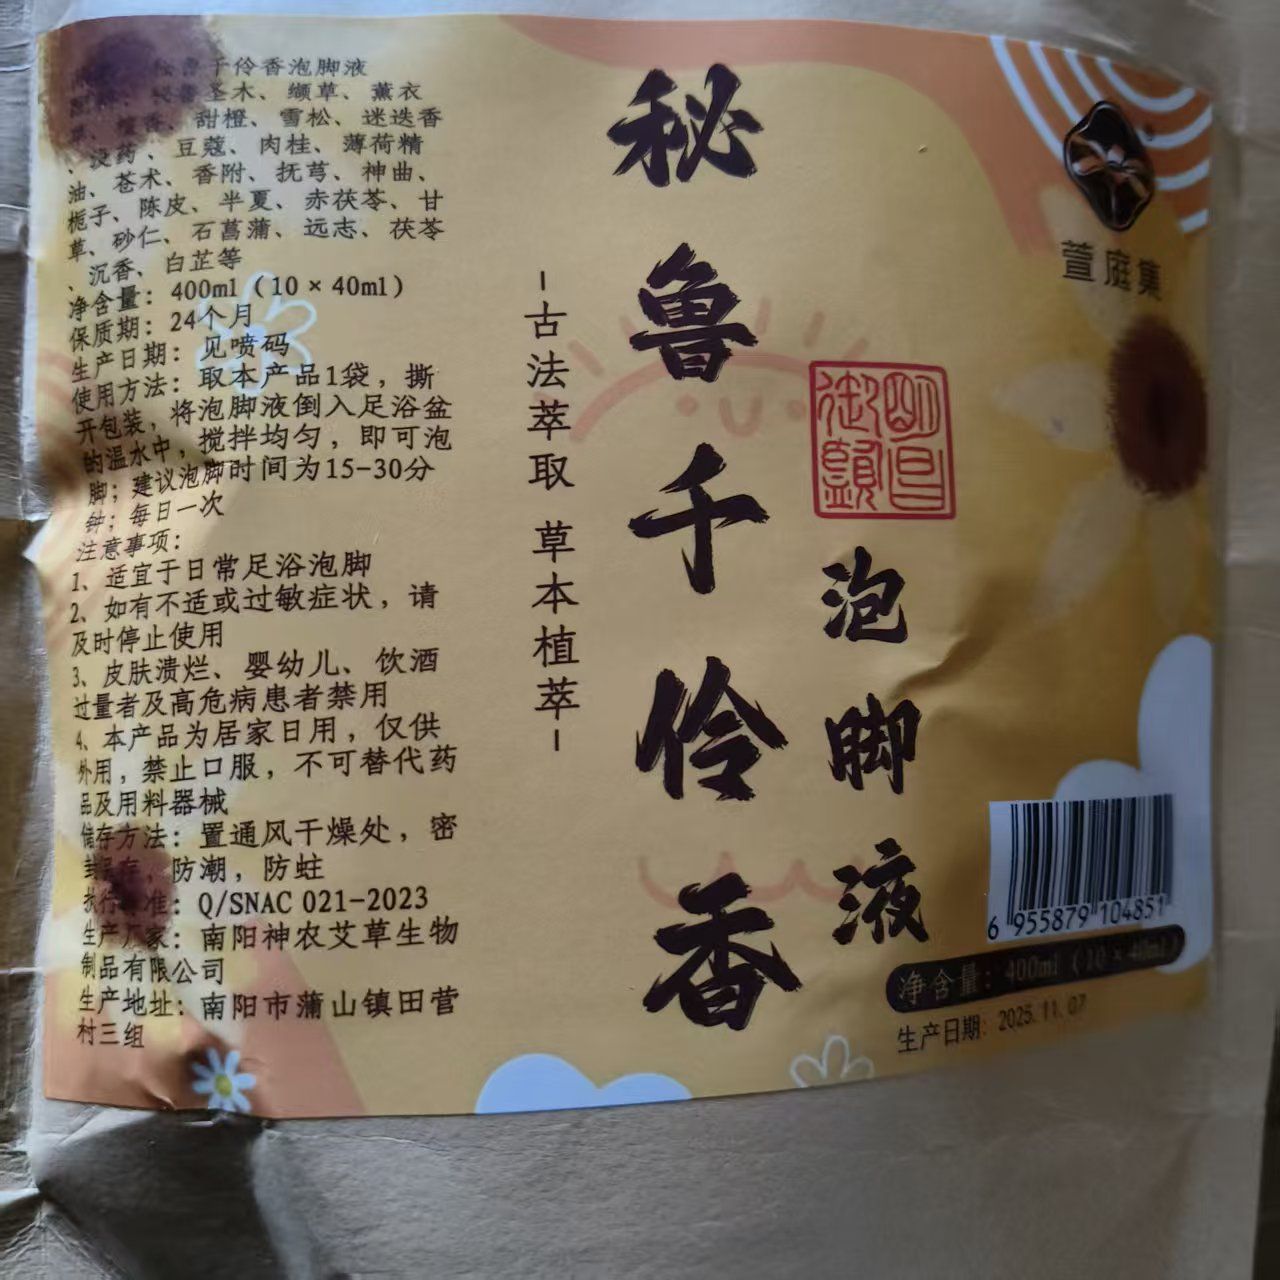 秘鲁千伶香泡脚液
圣木、缬草、薰衣
草、檀香、甜橙、雪松、迷迭香
、没药、豆蔻、肉桂、薄荷精
油、苍术、香附、抚芎、神曲、
栀子、陈皮、半夏、赤茯苓、甘
草、砂仁、石菖蒲、远志、茯苓
、沉香、白芷等
净含量：400ml（10×40ml）
保质期：24个月
生产日期：见喷码
使用方法：取本产品1袋，撕
开包装，将泡脚液倒入足浴盆
的温水中，搅拌均匀，即可泡
脚；建议泡脚时间为15-30分
钟；每日一次
注意事项：
1、适宜于日常足浴泡脚
2、如有不适或过敏症状，请
及时停止使用
3、皮肤溃烂、婴幼儿、饮酒
过量者及高危病患者禁用
4、本产品为居家日用，仅供
外用，禁止口服，不可替代药
品及用料器械
储存方法：置通风干燥处，密
封保存，防潮，防蛀
执行标准：Q/SNAC 021-2023
生产厂家：南阳神农艾草生物
制品有限公司
生产地址：南阳市蒲山镇田营
村三组
古法萃取 草本植萃
秘鲁千伶香
泡脚液
萱庭集
6 955879 104851
净含量：400ml（10×40ml）
生产日期：2025.11.07